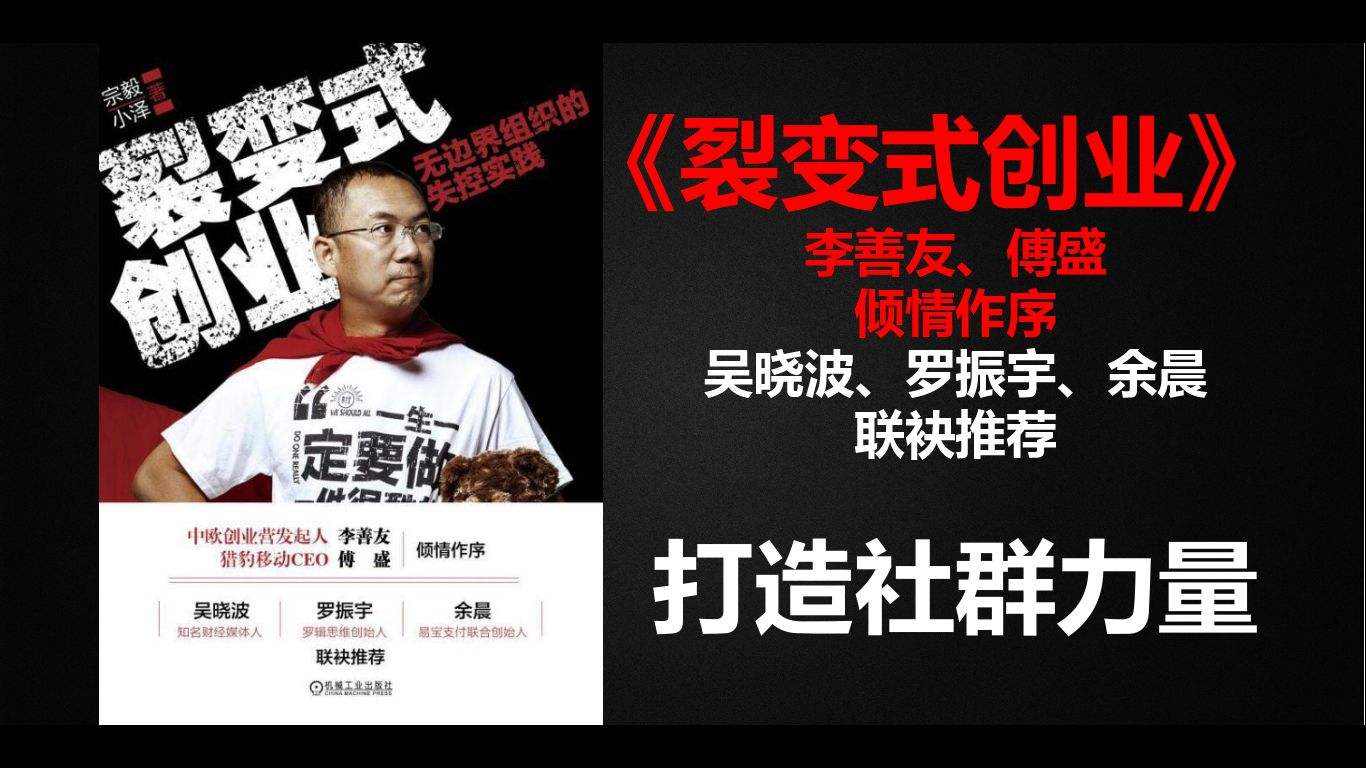 宗毅
小泽
著
裂变式
创业
无边界组织的
失控实践
WE SHOULD ALL
一生一
DO ONE REALLY
定要做
中欧创业营发起人 李善友
猎豹移动CEO 傅 盛
倾情作序
吴晓波 罗振宇 余晨
知名财经媒体人 罗辑思维创始人 易宝支付联合创始人
联袂推荐
机械工业出版社
CHINA MACHINE PRESS
《裂变式创业》
李善友、傅盛
倾情作序
吴晓波、罗振宇、余晨
联袂推荐
打造社群力量